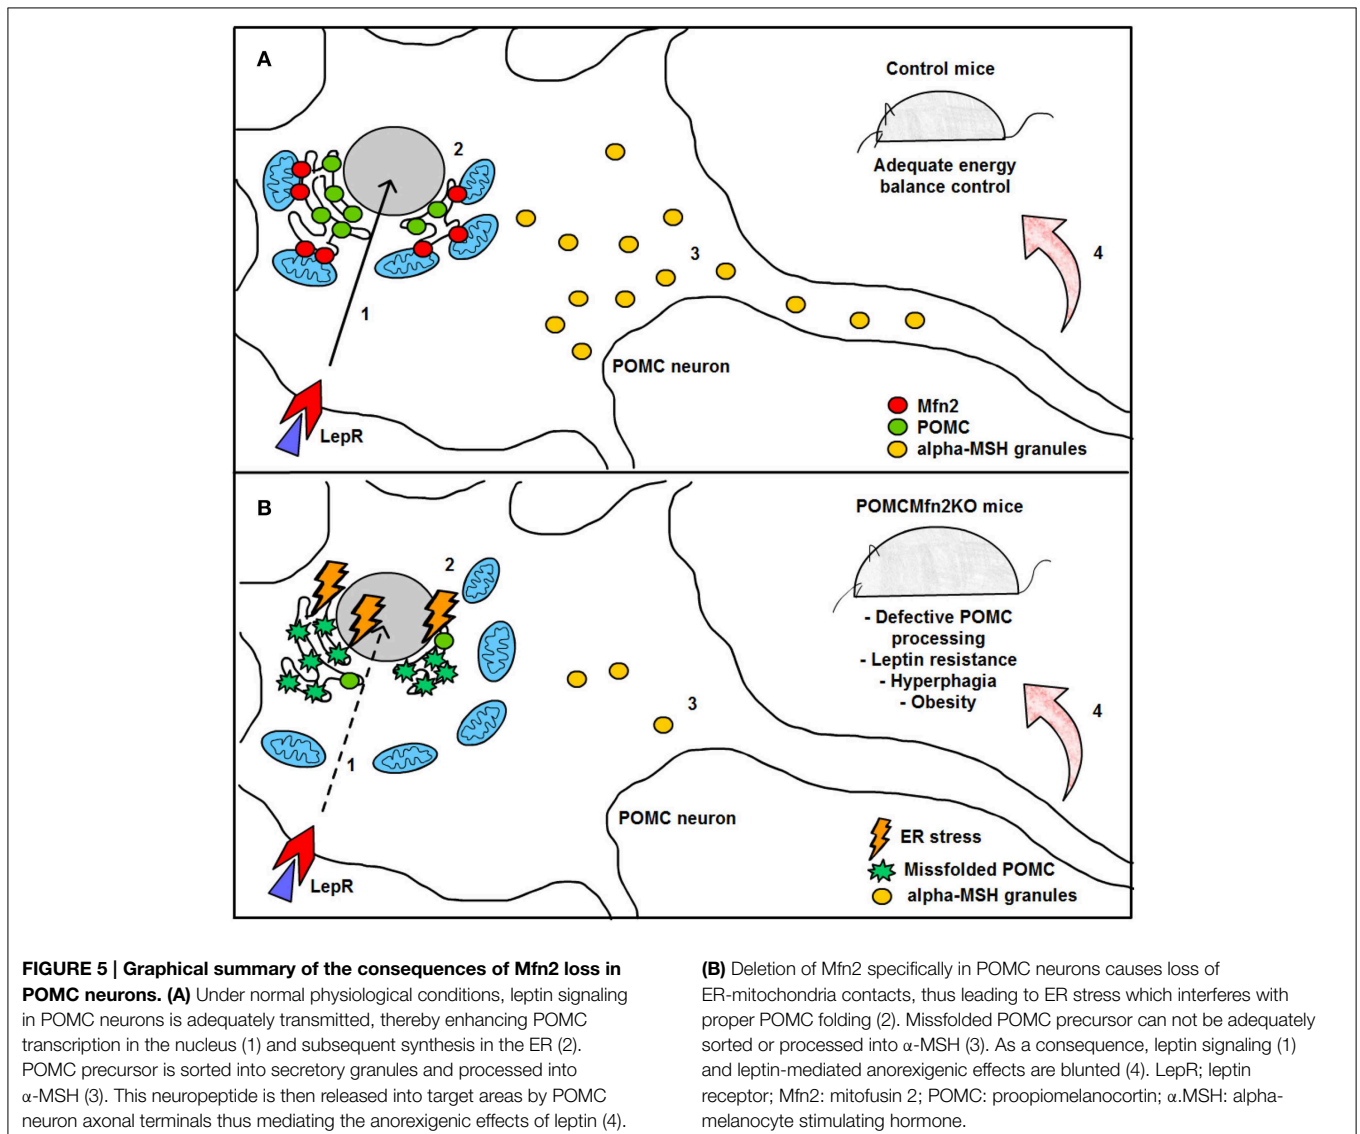 A
Control mice
Adequate energy
balance control
2
3
4
1
POMC neuron
LepR
Mfn2
POMC
alpha-MSH granules
B
POMCMfn2KO mice
- Defective POMC
processing
- Leptin resistance
- Hyperphagia
- Obesity
2
3
4
1
POMC neuron
LepR
ER stress
Missfolded POMC
alpha-MSH granules
FIGURE 5 | Graphical summary of the consequences of Mfn2 loss in
POMC neurons. (A) Under normal physiological conditions, leptin signaling
in POMC neurons is adequately transmitted, thereby enhancing POMC
transcription in the nucleus (1) and subsequent synthesis in the ER (2).
POMC precursor is sorted into secretory granules and processed into
α-MSH (3). This neuropeptide is then released into target areas by POMC
neuron axonal terminals thus mediating the anorexigenic effects of leptin (4).
(B) Deletion of Mfn2 specifically in POMC neurons causes loss of
ER-mitochondria contacts, thus leading to ER stress which interferes with
proper POMC folding (2). Missfolded POMC precursor can not be adequately
sorted or processed into α-MSH (3). As a consequence, leptin signaling (1)
and leptin-mediated anorexigenic effects are blunted (4). LepR; leptin
receptor; Mfn2: mitofusin 2; POMC: proopiomelanocortin; α.MSH: alpha-
melanocyte stimulating hormone.